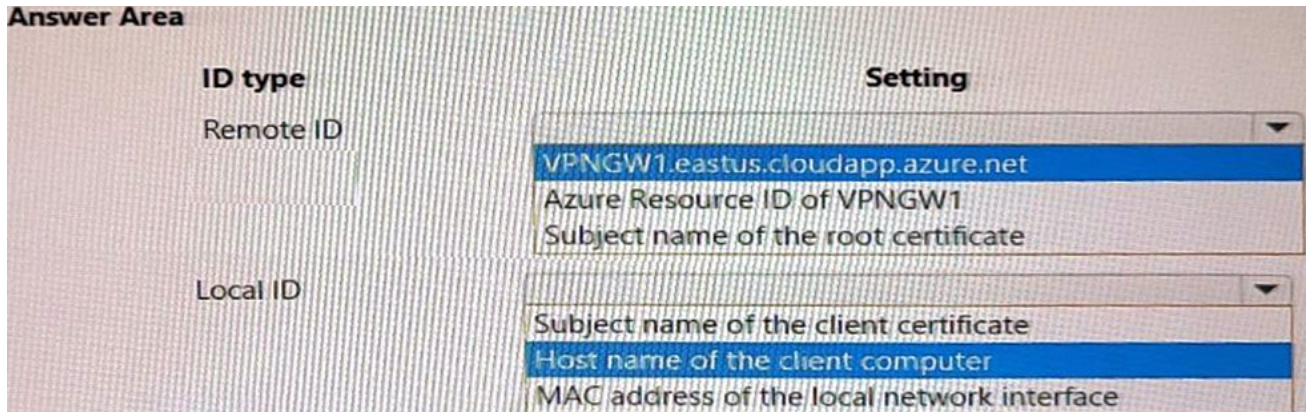 Answer Area
ID type Setting
Remote ID
VPNGW1.eastus.cloudapp.azure.net
Azure Resource ID of VPNGW1
Subject name of the root certificate
Local ID
Subject name of the client certificate
Host name of the client computer
MAC address of the local network interface